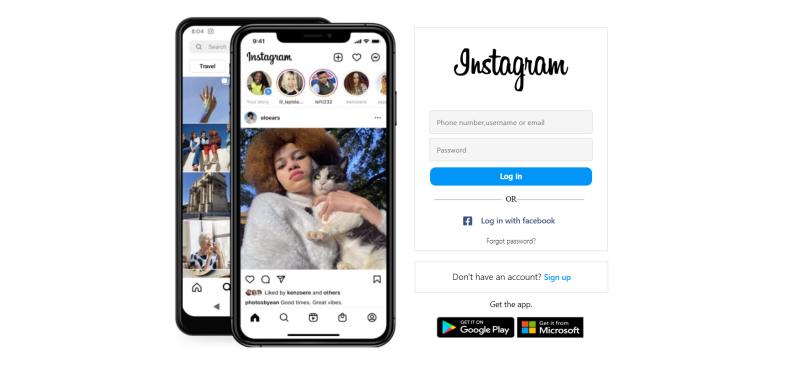 8:04
Search
Travel
9:41
Instagram
Your story
lil_lapisla...
lofti232
kenzoere
eloears
Liked by kenzoere and others
photosbyean Good times. Great vibes.
Instagram
Phone number,username or email
Password
Log in
OR
Log in with facebook
Forgot password?
Don't have an account? Sign up
Get the app.
GET IT ON
Google Play
Get it from
Microsoft